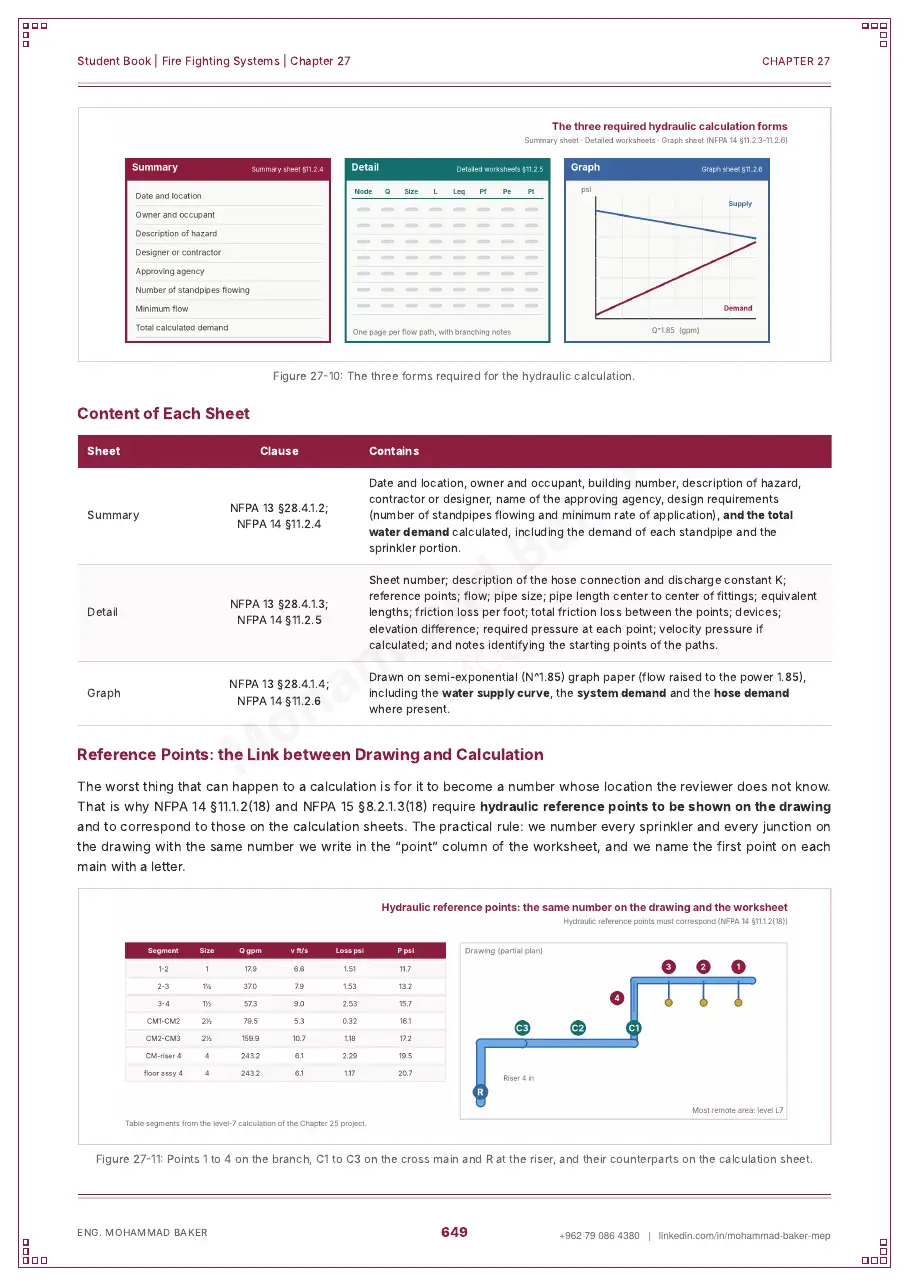 Student Book | Fire Fighting Systems | Chapter 27
CHAPTER 27
The three required hydraulic calculation forms
Summary sheet · Detailed worksheets · Graph sheet (NFPA 14 §11.2.3–11.2.6)
Summary
Summary sheet §11.2.4
Date and location
Owner and occupant
Description of hazard
Designer or contractor
Approving agency
Number of standpipes flowing
Minimum flow
Total calculated demand
Detail
Detailed worksheets §11.2.5
Node Q Size L Leq Pf Pe Pt
One page per flow path, with branching notes
Graph
Graph sheet §11.2.6
psi
Supply
Demand
Q^1.85 (gpm)
Figure 27-10: The three forms required for the hydraulic calculation.
Content of Each Sheet
Sheet Clause Contains
Summary
NFPA 13 §28.4.1.2;
NFPA 14 §11.2.4
Date and location, owner and occupant, building number, description of hazard,
contractor or designer, name of the approving agency, design requirements
(number of standpipes flowing and minimum rate of application), and the total
water demand calculated, including the demand of each standpipe and the
sprinkler portion.
Detail
NFPA 13 §28.4.1.3;
NFPA 14 §11.2.5
Sheet number; description of the hose connection and discharge constant K;
reference points; flow; pipe size; pipe length center to center of fittings; equivalent
lengths; friction loss per foot; total friction loss between the points; devices;
elevation difference; required pressure at each point; velocity pressure if
calculated; and notes identifying the starting points of the paths.
Graph
NFPA 13 §28.4.1.4;
NFPA 14 §11.2.6
Drawn on semi-exponential (N^1.85) graph paper (flow raised to the power 1.85),
including the water supply curve, the system demand and the hose demand
where present.
Mohammad Baker
Reference Points: the Link between Drawing and Calculation
The worst thing that can happen to a calculation is for it to become a number whose location the reviewer does not know.
That is why NFPA 14 §11.1.2(18) and NFPA 15 §8.2.1.3(18) require hydraulic reference points to be shown on the drawing
and to correspond to those on the calculation sheets. The practical rule: we number every sprinkler and every junction on
the drawing with the same number we write in the “point” column of the worksheet, and we name the first point on each
main with a letter.
Hydraulic reference points: the same number on the drawing and the worksheet
Hydraulic reference points must correspond (NFPA 14 §11.1.2(18))
Segment Size Q gpm v ft/s Loss psi P psi
1-2 1 17.9 6.6 1.51 11.7
2-3 1¼ 37.0 7.9 1.53 13.2
3-4 1½ 57.3 9.0 2.53 15.7
CM1-CM2 2½ 79.5 5.3 0.32 16.1
CM2-CM3 2½ 159.9 10.7 1.18 17.2
CM-riser 4 4 243.2 6.1 2.29 19.5
floor assy 4 4 243.2 6.1 1.17 20.7
Table segments from the level-7 calculation of the Chapter 25 project.
Drawing (partial plan)
3 2 1
4
C3 C2 C1
Riser 4 in
R
Most remote area: level L7
Figure 27-11: Points 1 to 4 on the branch, C1 to C3 on the cross main and R at the riser, and their counterparts on the calculation sheet.
ENG. MOHAMMAD BAKER
649
+962 79 086 4380 | linkedin.com/in/mohammad-baker-mep